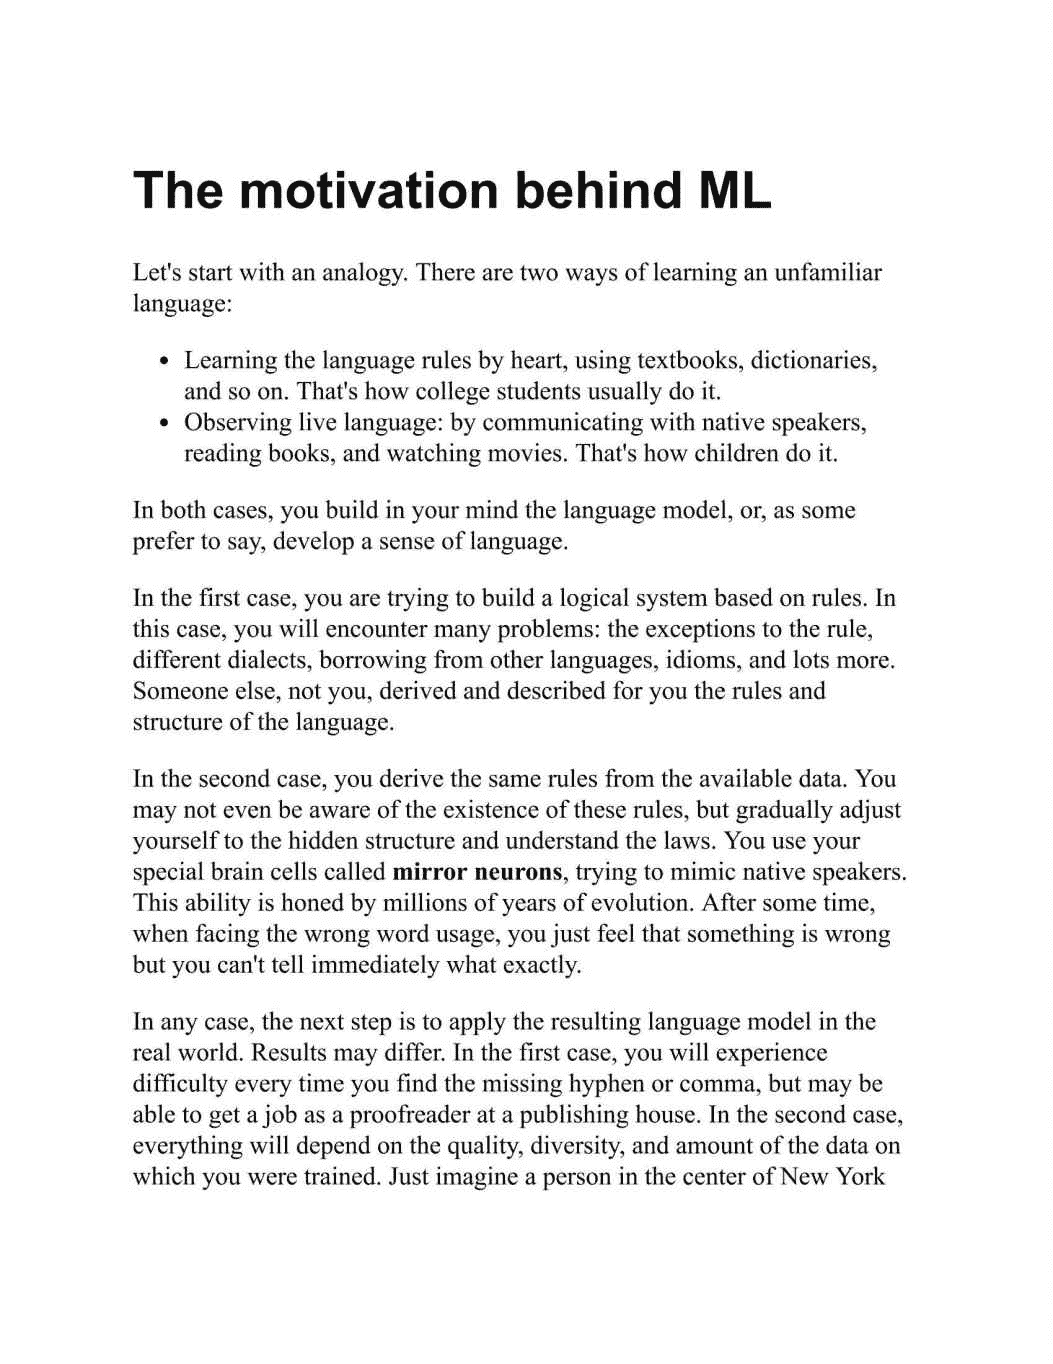 The motivation behind ML
Let's start with an analogy. There are two ways of learning an unfamiliar
language:
• Learning the language rules by heart, using textbooks, dictionaries,
and so on. That's how college students usually do it.
• Observing live language: by communicating with native speakers,
reading books, and watching movies. That's how children do it.
In both cases, you build in your mind the language model, or, as some
prefer to say, develop a sense of language.
In the first case, you are trying to build a logical system based on rules. In
this case, you will encounter many problems: the exceptions to the rule,
different dialects, borrowing from other languages, idioms, and lots more.
Someone else, not you, derived and described for you the rules and
structure of the language.
In the second case, you derive the same rules from the available data. You
may not even be aware of the existence of these rules, but gradually adjust
yourself to the hidden structure and understand the laws. You use your
special brain cells called mirror neurons, trying to mimic native speakers.
This ability is honed by millions of years of evolution. After some time,
when facing the wrong word usage, you just feel that something is wrong
but you can't tell immediately what exactly.
In any case, the next step is to apply the resulting language model in the
real world. Results may differ. In the first case, you will experience
difficulty every time you find the missing hyphen or comma, but may be
able to get a job as a proofreader at a publishing house. In the second case,
everything will depend on the quality, diversity, and amount of the data on
which you were trained. Just imagine a person in the center of New York